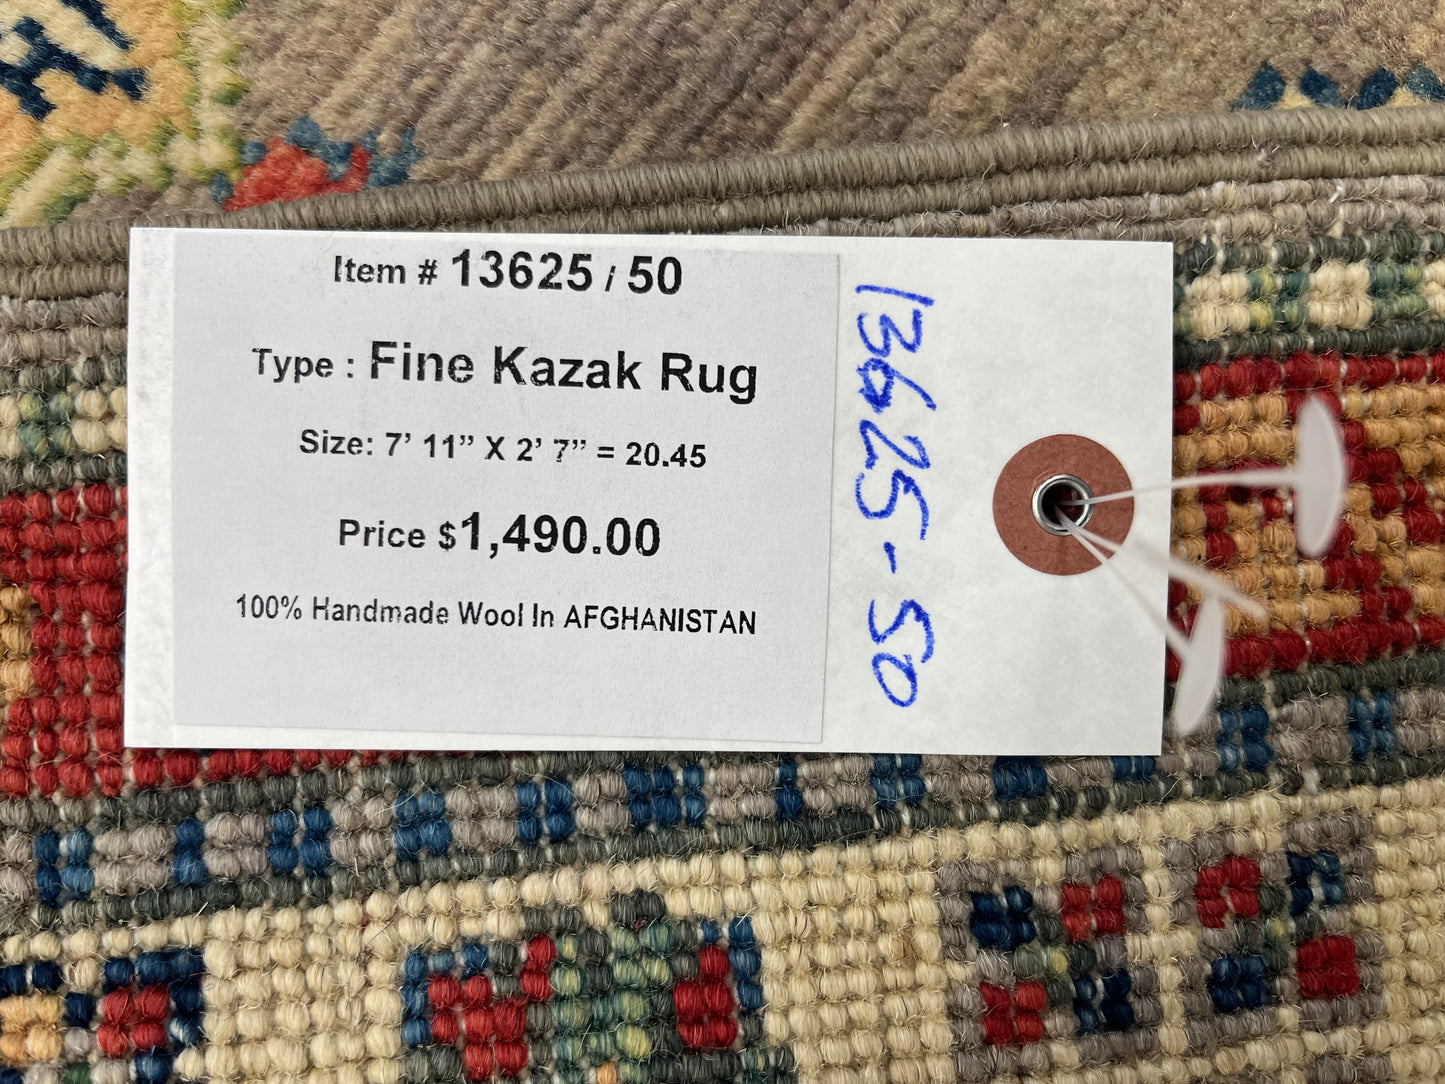 Item # 13625 / 50
Type : Fine Kazak Rug
Size: 7’ 11” X 2’ 7” = 20.45
Price $1,490.00
100% Handmade Wool In AFGHANISTAN
13625-50